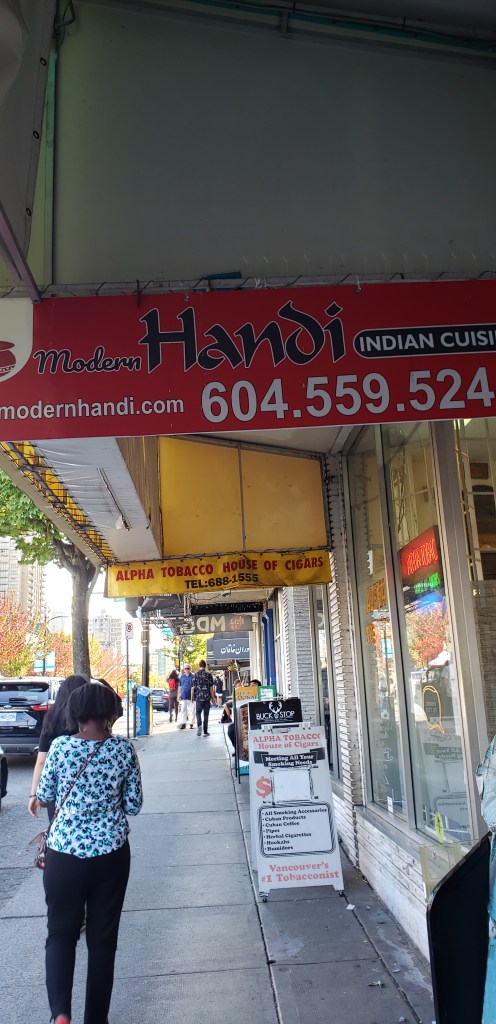 Modern Handi INDIAN CUISI
modernhandi.com 604.559.524
ALPHA TOBACCO HOUSE OF CIGARS
TEL:688-1555
BUCK STOP
ALPHA TOBACCO
House of Cigars
Meeting All Your
Smoking Needs
$
•All Smoking Accessories
•Cuban Products
•Cuban Coffee
•Pipes
•Herbal Cigarettes
•Hookahs
•Humidors
Vancouver's
#1 Tobacconist